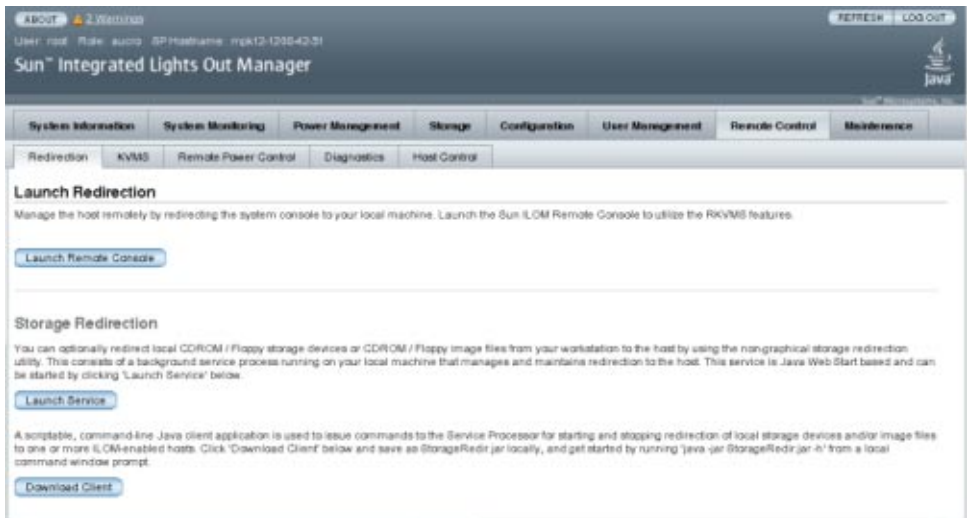 ABOUT 2 Warnings REFRESH LOG OUT
User: root Role: aucro SP Hostname: mpk12-1208-42-51
Sun™ Integrated Lights Out Manager
Java
Sun™ Microsystems, Inc.
System Information System Monitoring Power Management Storage Configuration User Management Remote Control Maintenance
Redirection KVMS Remote Power Control Diagnostics Host Control
Launch Redirection
Manage the host remotely by redirecting the system console to your local machine. Launch the Sun ILOM Remote Console to utilize the RKVMS features.
Launch Remote Console
Storage Redirection
You can optionally redirect local CDROM / Floppy storage devices or CDROM / Floppy image files from your workstation to the host by using the non-graphical storage redirection
utility. This consists of a background service process running on your local machine that manages and maintains redirection to the host. This service is Java Web Start based and can
be started by clicking 'Launch Service' below.
Launch Service
A scriptable, command-line Java client application is used to issue commands to the Service Processor for starting and stopping redirection of local storage devices and/or image files
to one or more ILOM-enabled hosts. Click 'Download Client' below and save as StorageRedir.jar locally, and get started by running 'java -jar StorageRedir.jar -h' from a local
command window prompt.
Download Client